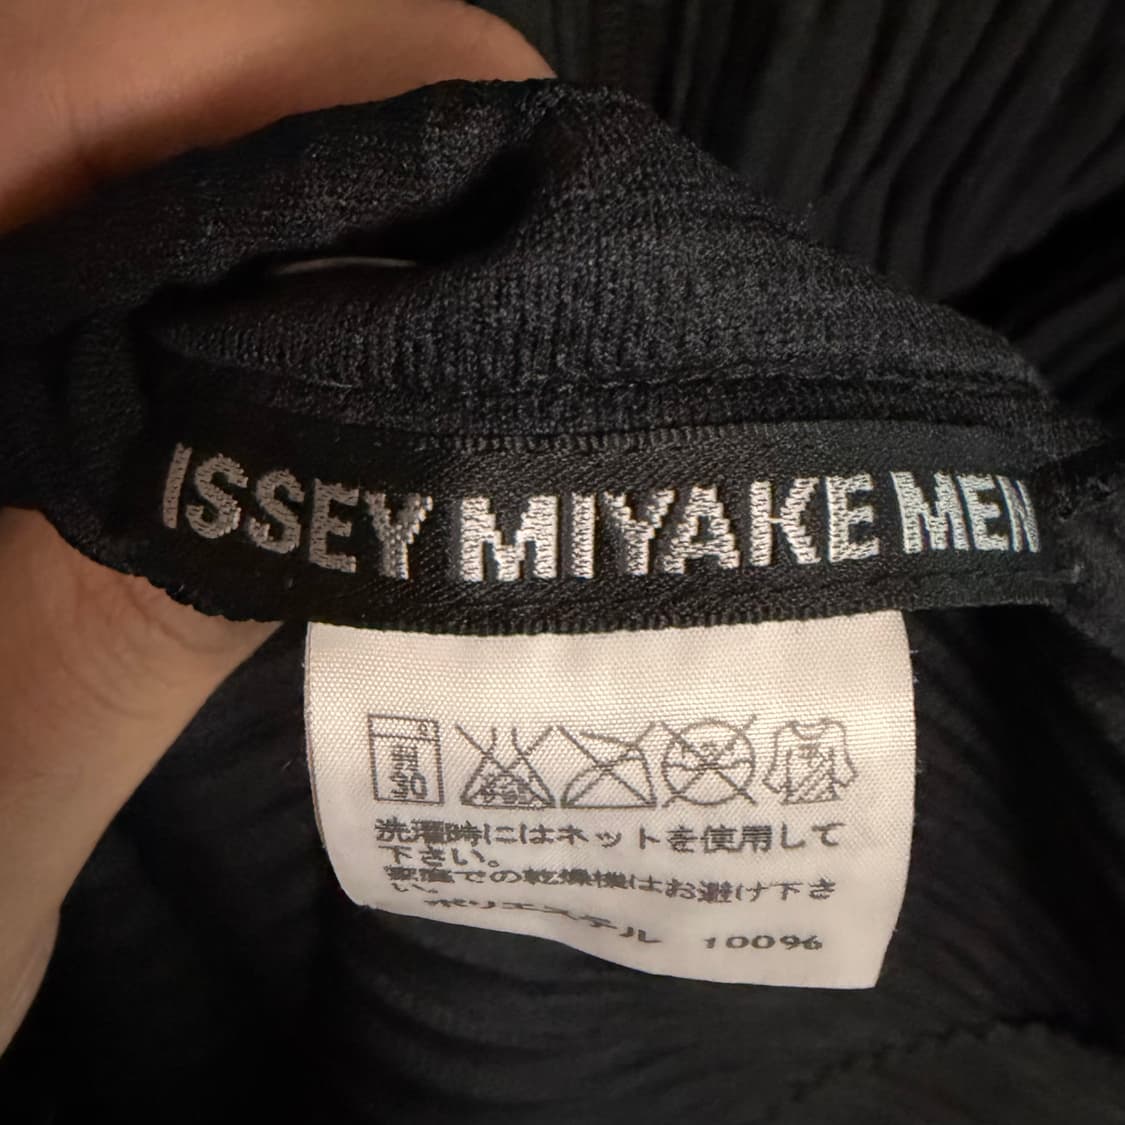 ISSEY MIYAKE MEN
30
洗濯時にはネットを使用して
下さい。
家庭での乾燥機はお避け下さ
い。
ポリエステル 100%